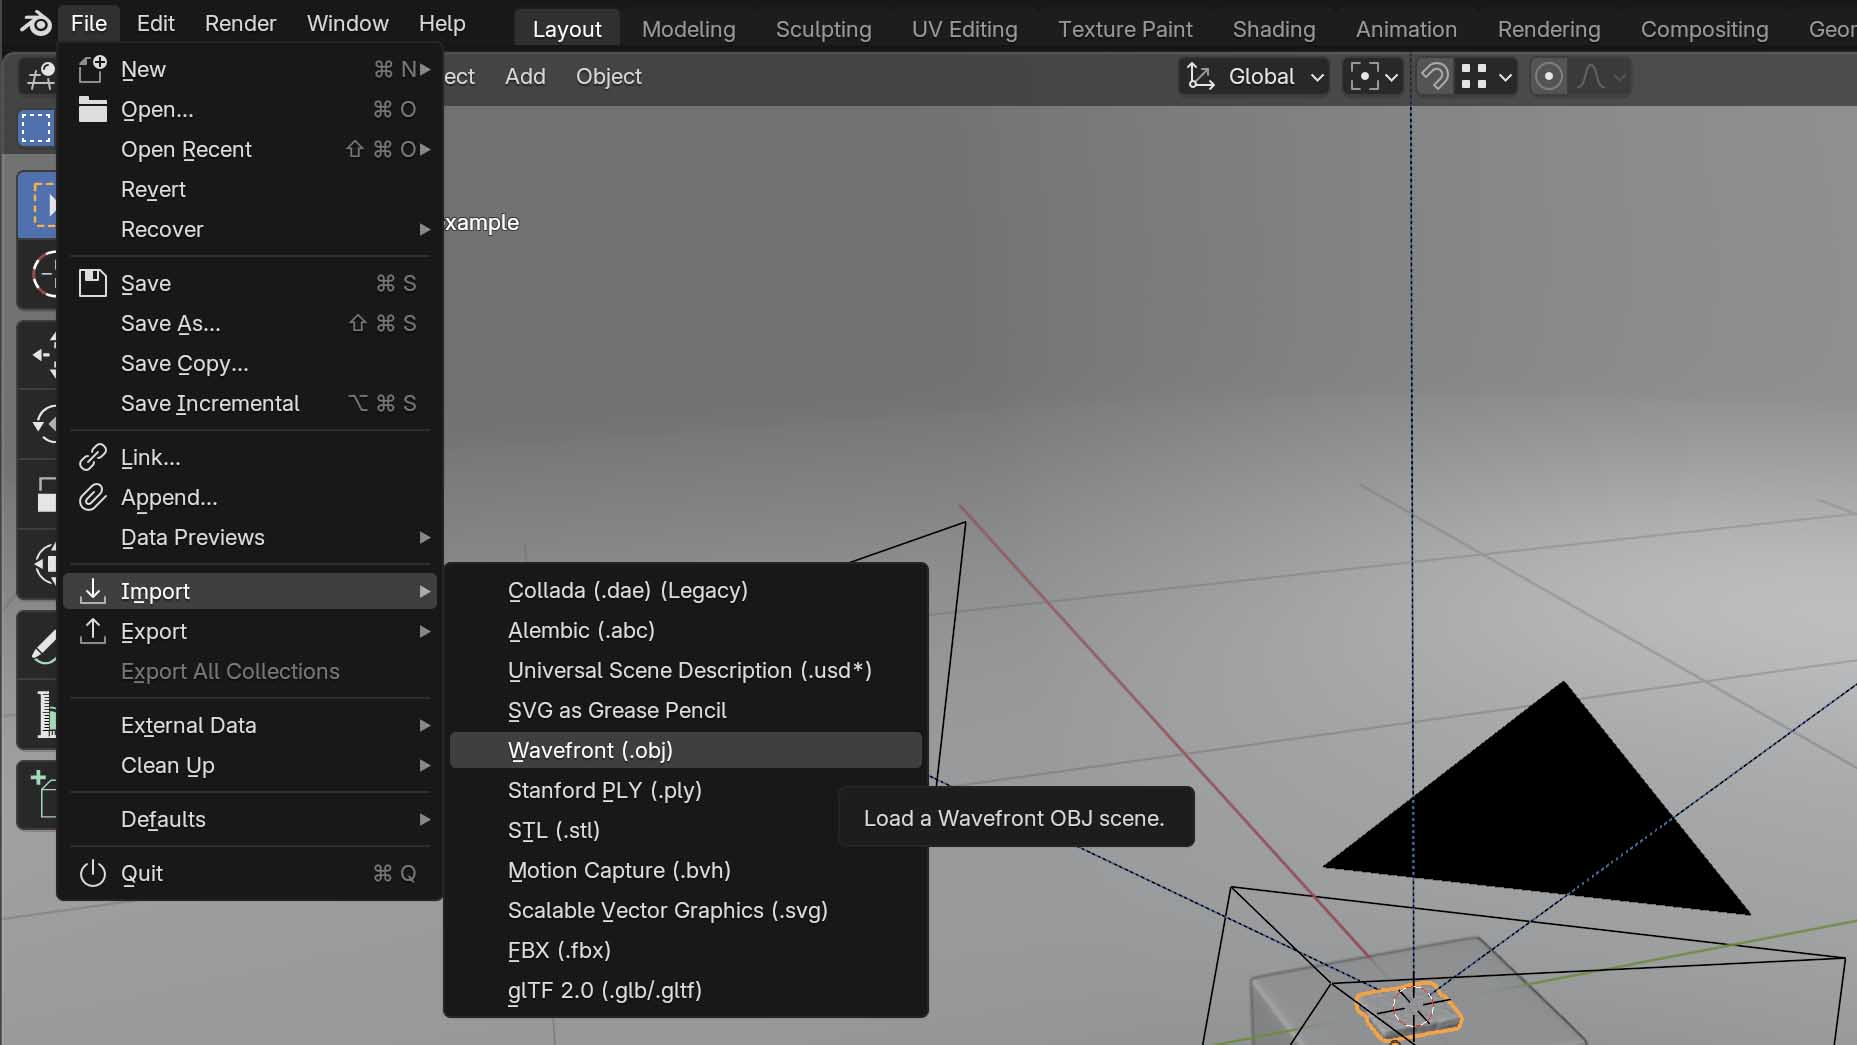 File Edit Render Window Help Layout Modeling Sculpting UV Editing Texture Paint Shading Animation Rendering Compositing
ect Add Object Global
New ⌘ N
Open... ⌘ O
Open Recent ⇧ ⌘ O
Revert
Recover
xample
Save ⌘ S
Save As... ⇧ ⌘ S
Save Copy... 
Save Incremental ⌥ ⌘ S
Link...
Append...
Data Previews
Import
Export
Export All Collections
External Data
Clean Up
Defaults
Quit ⌘ Q
Collada (.dae) (Legacy)
Alembic (.abc)
Universal Scene Description (.usd*)
SVG as Grease Pencil
Wavefront (.obj)
Stanford PLY (.ply)
Load a Wavefront OBJ scene.
STL (.stl)
Motion Capture (.bvh)
Scalable Vector Graphics (.svg)
FBX (.fbx)
glTF 2.0 (.glb/.gltf)